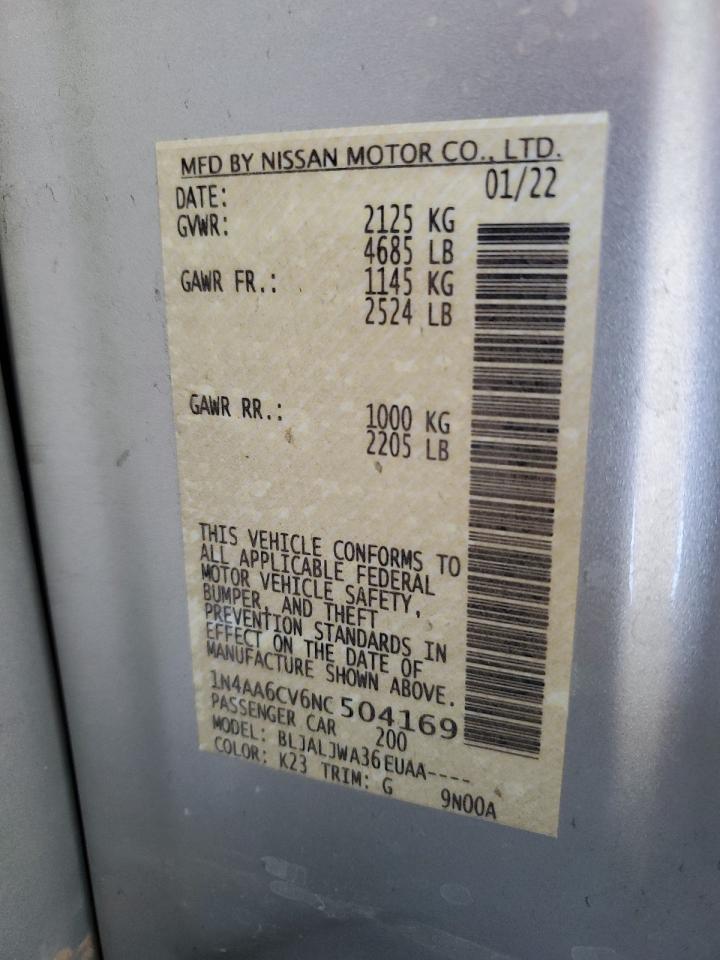 MFD BY NISSAN MOTOR CO., LTD.
DATE: 01/22
GVWR: 2125 KG
4685 LB
GAWR FR.: 1145 KG
2524 LB
GAWR RR.: 1000 KG
2205 LB
THIS VEHICLE CONFORMS TO
ALL APPLICABLE FEDERAL
MOTOR VEHICLE SAFETY,
BUMPER, AND THEFT
PREVENTION STANDARDS IN
EFFECT ON THE DATE OF
MANUFACTURE SHOWN ABOVE.
1N4AA6CV6NC504169
PASSENGER CAR 200
MODEL: BLJALJWA36EUAA----
COLOR: K23 TRIM: G 9N00A